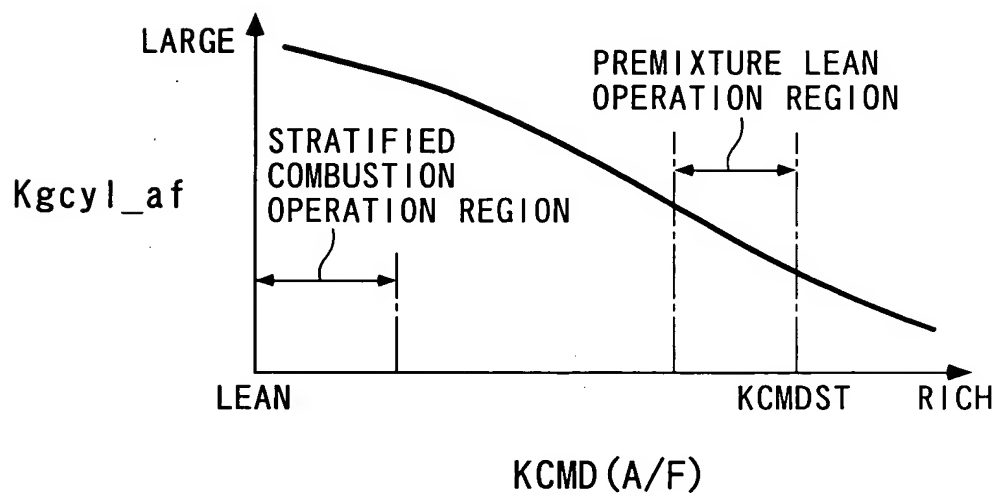 LARGE
PREMIXTURE LEAN
OPERATION REGION
STRATIFIED
COMBUSTION
OPERATION REGION
Kgcyl_af
LEAN
KCMDST
RICH
KCMD(A/F)